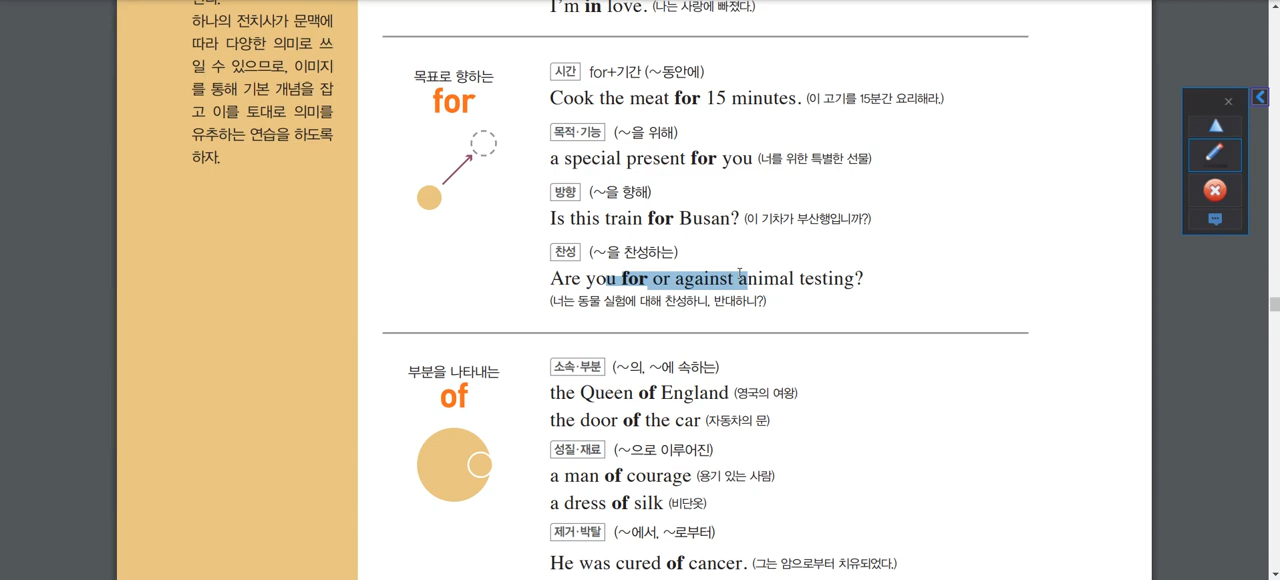 하나의 전치사가 문맥에
따라 다양한 의미로 쓰
일 수 있으므로, 이미지
를 통해 기본 개념을 잡
고 이를 토대로 의미를
유추하는 연습을 하도록
하자.
I'm in love. (나는 사랑에 빠졌다.)
목표로 향하는
for
시간 for+기간 (~동안에)
Cook the meat for 15 minutes. (이 고기를 15분간 요리해라.)
목적·기능 (~을 위해)
a special present for you (너를 위한 특별한 선물)
방향 (~을 향해)
Is this train for Busan? (이 기차가 부산행입니까?)
찬성 (~을 찬성하는)
Are you for or against animal testing?
(너는 동물 실험에 대해 찬성하니, 반대하니?)
부분을 나타내는
of
소속·부분 (~의, ~에 속하는)
the Queen of England (영국의 여왕)
the door of the car (자동차의 문)
성질·재료 (~으로 이루어진)
a man of courage (용기 있는 사람)
a dress of silk (비단옷)
제거·박탈 (~에서, ~로부터)
He was cured of cancer. (그는 암으로부터 치유되었다.)